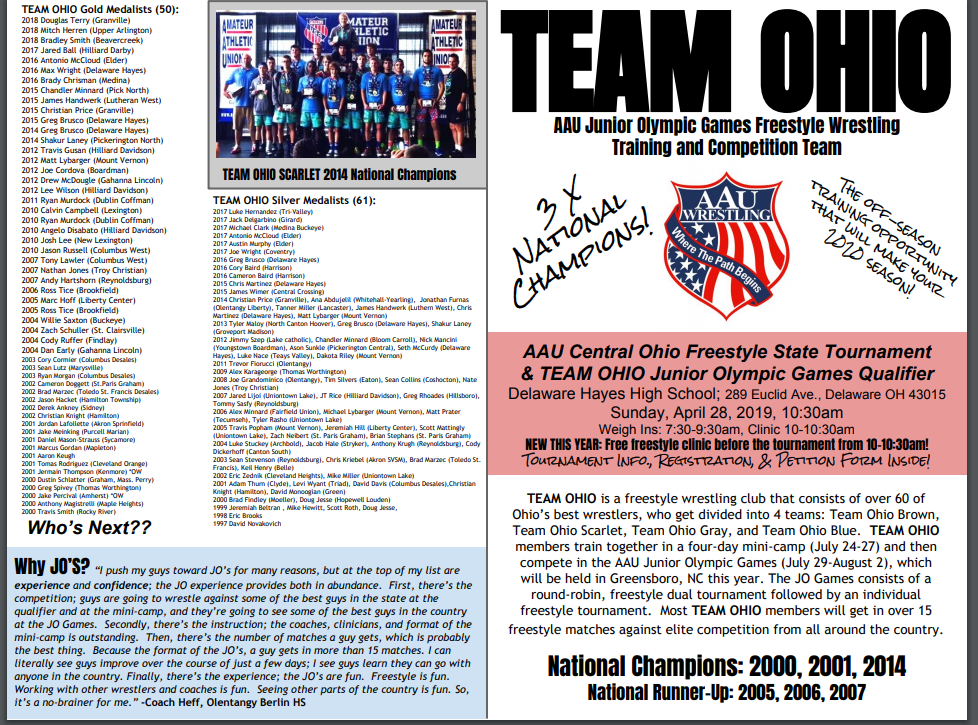 TEAM OHIO Gold Medalists (50):
2018 Douglas Terry (Granville)
2018 Mitch Herren (Upper Arlington)
2018 Bradley Smith (Beavercreek)
2017 Jared Ball (Hilliard Darby)
2016 Antonio McCloud (Elder)
2016 Max Wright (Delaware Hayes)
2016 Brady Chrisman (Medina)
2015 Chandler Minnard (Pick North)
2015 James Handwerk (Lutheran West)
2015 Christian Price (Granville)
2015 Greg Brusco (Delaware Hayes)
2014 Greg Brusco (Delaware Hayes)
2014 Shakur Laney (Pickerington North)
2012 Travis Gusan (Hilliard Davidson)
2012 Matt Lybarger (Mount Vernon)
2012 Joe Cordova (Boardman)
2012 Drew McDougle (Gahanna Lincoln)
2012 Lee Wilson (Hilliard Davidson)
2011 Ryan Murdock (Dublin Coffman)
2010 Calvin Campbell (Lexington)
2010 Ryan Murdock (Dublin Coffman)
2010 Angelo Disabato (Hilliard Davidson)
2010 Josh Lee (New Lexington)
2010 Jason Russell (Columbus West)
2007 Tony Lawler (Columbus West)
2007 Nathan Jones (Troy Christian)
2007 Andy Hartshorn (Reynoldsburg)
2006 Ross Tice (Brookfield)
2005 Marc Hoff (Liberty Center)
2005 Ross Tice (Brookfield)
2004 Willie Saxton (Buckeye)
2004 Zach Schuller (St. Clairsville)
2004 Cody Ruffer (Findlay)
2004 Dan Early (Gahanna Lincoln)
2003 Cory Cormier (Columbus Desales)
2003 Sean Lutz (Marysville)
2003 Ryan Morgan (Columbus Desales)
2002 Cameron Doggett (St.Paris Graham)
2002 Brad Marzec (Toledo St. Francis Desales)
2002 Jason Hacket (Hamilton Township)
2002 Derek Ankney (Sidney)
2002 Christian Knight (Hamilton)
2001 Jordan Lafollette (Akron Sprinfield)
2001 Jake Meinking (Purcell Marian)
2001 Daniel Mason-Strauss (Sycamore)
2001 Marcus Gordan (Mapleton)
2001 Aaron Keugh
2001 Tomas Rodriguez (Cleveland Orange)
2001 Jermain Thompson (Kenmore) *OW
2000 Dustin Schlatter (Graham, Mass. Perry)
2000 Greg Spivey (Thomas Worthington)
2000 Jake Percival (Amherst) *OW
2000 Anthony Magistrelli (Maple Heights)
2000 Travis Smith (Rocky River)
Who's Next??
AMATEUR
ATHLETIC
UNION
AMATEUR
ATHLETIC
UNION
AMATEUR
ATHLETIC
UNION
TEAM OHIO SCARLET 2014 National Champions
TEAM OHIO Silver Medalists (61):
2017 Luke Hernandez (Tri-Valley)
2017 Jack Delgarbino (Girard)
2017 Michael Clark (Medina Buckeye)
2017 Antonio McCloud (Elder)
2017 Austin Murphy (Elder)
2017 Joe Wright (Coventry)
2016 Greg Brusco (Delaware Hayes)
2016 Cory Baird (Harrison)
2016 Cameron Baird (Harrison)
2015 Chris Martinez (Delaware Hayes)
2015 James Wimer (Central Crossing)
2014 Christian Price (Granville), Ana Abdujelil (Whitehall-Yearling), Jonathan Furnas
(Olentangy Liberty), Tanner Miller (Lancaster), James Handwerk (Luthern West), Chris
Martinez (Delaware Hayes), Matt Lybarger (Mount Vernon)
2013 Tyler Maloy (North Canton Hoover), Greg Brusco (Delaware Hayes), Shakur Laney
(Groveport Madison)
2012 Jimmy Szep (Lake catholic), Chandler Minnard (Bloom Carroll), Nick Mancini
(Youngstown Boardman), Ason Sunkle (Pickerington Central), Seth McCurdy (Delaware
Hayes), Luke Nace (Teays Valley), Dakota Riley (Mount Vernon)
2011 Trevor Fiorucci (Olentangy)
2009 Alex Karageorge (Thomas Worthington)
2008 Joe Grandominico (Olentangy), Tim Silvers (Eaton), Sean Collins (Coshocton), Nate
Jones (Troy Christian)
2007 Jared Lijoi (Uniontown Lake), JT Rice (Hilliard Davidson), Greg Rhoades (Hillsboro),
Tommy Sasfy (Reynoldsburg)
2006 Alex Minard (Fairfield Union), Michael Lybarger (Mount Vernon), Matt Prater
(Tecumseh), Tyler Rasho (Uniontown Lake)
2005 Travis Popham (Mount Vernon), Jeremiah Hill (Liberty Center), Scott Mattingly
(Uniontown Lake), Zach Neibert (St. Paris Graham), Brian Stephans (St. Paris Graham)
2004 Luke Stuckey (Archbold), Jacob Hale (Stryker), Anthony Krugh (Reynoldsburg), Cody
Dickerhoff (Canton South)
2003 Sean Stevenson (Reynoldsburg), Chris Kriebel (Akron SVSM), Brad Marzec (Toledo St.
Francis), Keil Henry (Belle)
2002 Eric Zednik (Cleveland Heights), Mike Miller (Uniontown Lake)
2001 Adam Thum (Clyde), Levi Wyant (Triad), David Davis (Columbus Desales),Christian
Knight (Hamilton), David Monoogian (Green)
2000 Brad Findley (Moeller), Doug Jesse (Hopewell Louden)
1999 Jeremiah Beltran , Mike Hewitt, Scott Roth, Doug Jesse,
1998 Eric Brooks
1997 David Novakovich
Why JO'S? "I push my guys toward JO's for many reasons, but at the top of my list are
experience and confidence; the JO experience provides both in abundance. First, there's the
competition; guys are going to wrestle against some of the best guys in the state at the
qualifier and at the mini-camp, and they're going to see some of the best guys in the country
at the JO Games. Secondly, there's the instruction; the coaches, clinicians, and format of the
mini-camp is outstanding. Then, there's the number of matches a guy gets, which is probably
the best thing. Because the format of the JO's, a guy gets in more than 15 matches. I can
literally see guys improve over the course of just a few days; I see guys learn they can go with
anyone in the country. Finally, there's the experience; the JO's are fun. Freestyle is fun.
Working with other wrestlers and coaches is fun. Seeing other parts of the country is fun. So,
it's a no-brainer for me." -Coach Heff, Olentangy Berlin HS
TEAM OHIO
AAU Junior Olympic Games Freestyle Wrestling
Training and Competition Team
3 X
NATIONAL
CHAMPIONS!
AAU
WRESTLING
Where The Path Begins
THE OFF-SEASON
TRAINING OPPORTUNITY
THAT WILL MAKE YOUR
2020 SEASON!
AAU Central Ohio Freestyle State Tournament
& TEAM OHIO Junior Olympic Games Qualifier
Delaware Hayes High School; 289 Euclid Ave., Delaware OH 43015
Sunday, April 28, 2019, 10:30am
Weigh Ins: 7:30-9:30am, Clinic 10-10:30am
NEW THIS YEAR: Free freestyle clinic before the tournament from 10-10:30am!
TOURNAMENT INFO., REGISTRATION, & PETITION FORM INSIDE!
TEAM OHIO is a freestyle wrestling club that consists of over 60 of
Ohio's best wrestlers, who get divided into 4 teams: Team Ohio Brown,
Team Ohio Scarlet, Team Ohio Gray, and Team Ohio Blue. TEAM OHIO
members train together in a four-day mini-camp (July 24-27) and then
compete in the AAU Junior Olympic Games (July 29-August 2), which
will be held in Greensboro, NC this year. The JO Games consists of a
round-robin, freestyle dual tournament followed by an individual
freestyle tournament. Most TEAM OHIO members will get in over 15
freestyle matches against elite competition from all around the country.
National Champions: 2000, 2001, 2014
National Runner-Up: 2005, 2006, 2007